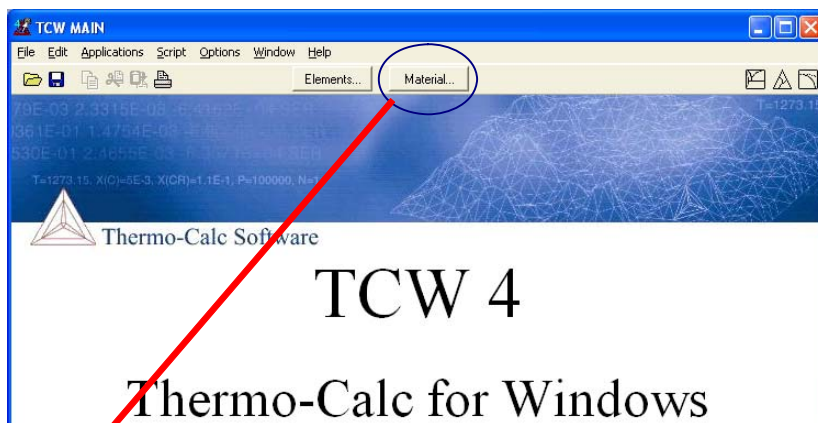 TCW MAIN
File Edit Applications Script Options Window Help
Elements... Material...
T=1273.15
T=1273.15, X(C)=5E-3, X(CR)=1.1E-1, P=100000, N=1
Thermo-Calc Software
TCW 4
Thermo-Calc for Windows